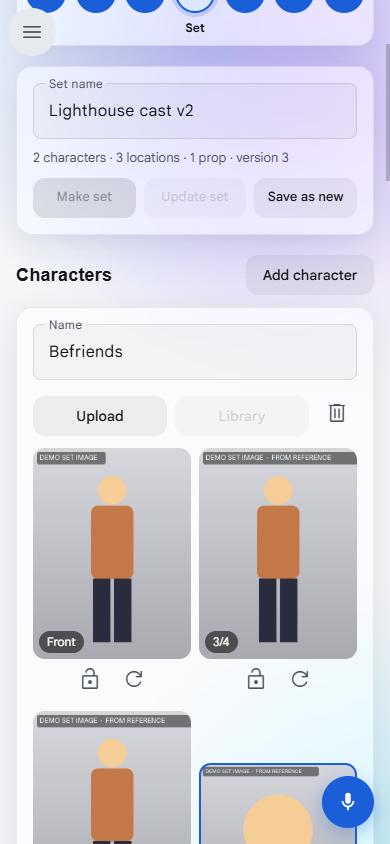 Set
Set name
Lighthouse cast v2
2 characters · 3 locations · 1 prop · version 3
Make set
Update set
Save as new
Characters
Add character
Name
Befriends
Upload
Library
DEMO SET IMAGE
DEMO SET IMAGE · FROM REFERENCE
Front
3/4
DEMO SET IMAGE · FROM REFERENCE
DEMO SET IMAGE · FROM REFERENCE